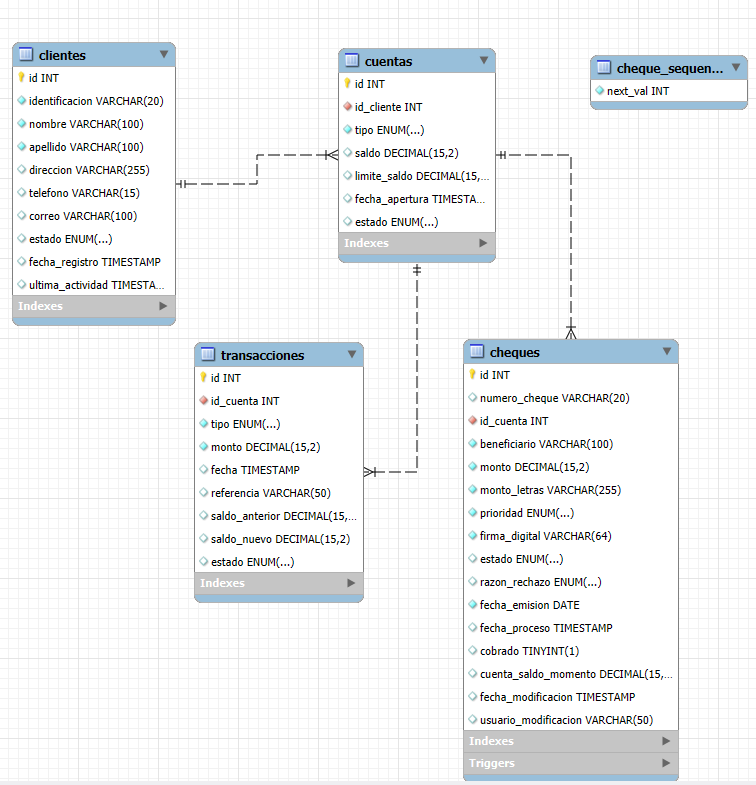 clientes
id INT
identificacion VARCHAR(20)
nombre VARCHAR(100)
apellido VARCHAR(100)
direccion VARCHAR(255)
telefono VARCHAR(15)
correo VARCHAR(100)
estado ENUM(...)
fecha_registro TIMESTAMP
ultima_actividad TIMESTA...
Indexes
cuentas
id INT
id_cliente INT
tipo ENUM(...)
saldo DECIMAL(15,2)
limite_saldo DECIMAL(15,...
fecha_apertura TIMESTA...
estado ENUM(...)
Indexes
cheque_sequen...
next_val INT
transacciones
id INT
id_cuenta INT
tipo ENUM(...)
monto DECIMAL(15,2)
fecha TIMESTAMP
referencia VARCHAR(50)
saldo_anterior DECIMAL(15,...
saldo_nuevo DECIMAL(15,2)
estado ENUM(...)
Indexes
cheques
id INT
numero_cheque VARCHAR(20)
id_cuenta INT
beneficiario VARCHAR(100)
monto DECIMAL(15,2)
monto_letras VARCHAR(255)
prioridad ENUM(...)
firma_digital VARCHAR(64)
estado ENUM(...)
razon_rechazo ENUM(...)
fecha_emision DATE
fecha_proceso TIMESTAMP
cobrado TINYINT(1)
cuenta_saldo_momento DECIMAL(15,...
fecha_modificacion TIMESTAMP
usuario_modificacion VARCHAR(50)
Indexes
Triggers